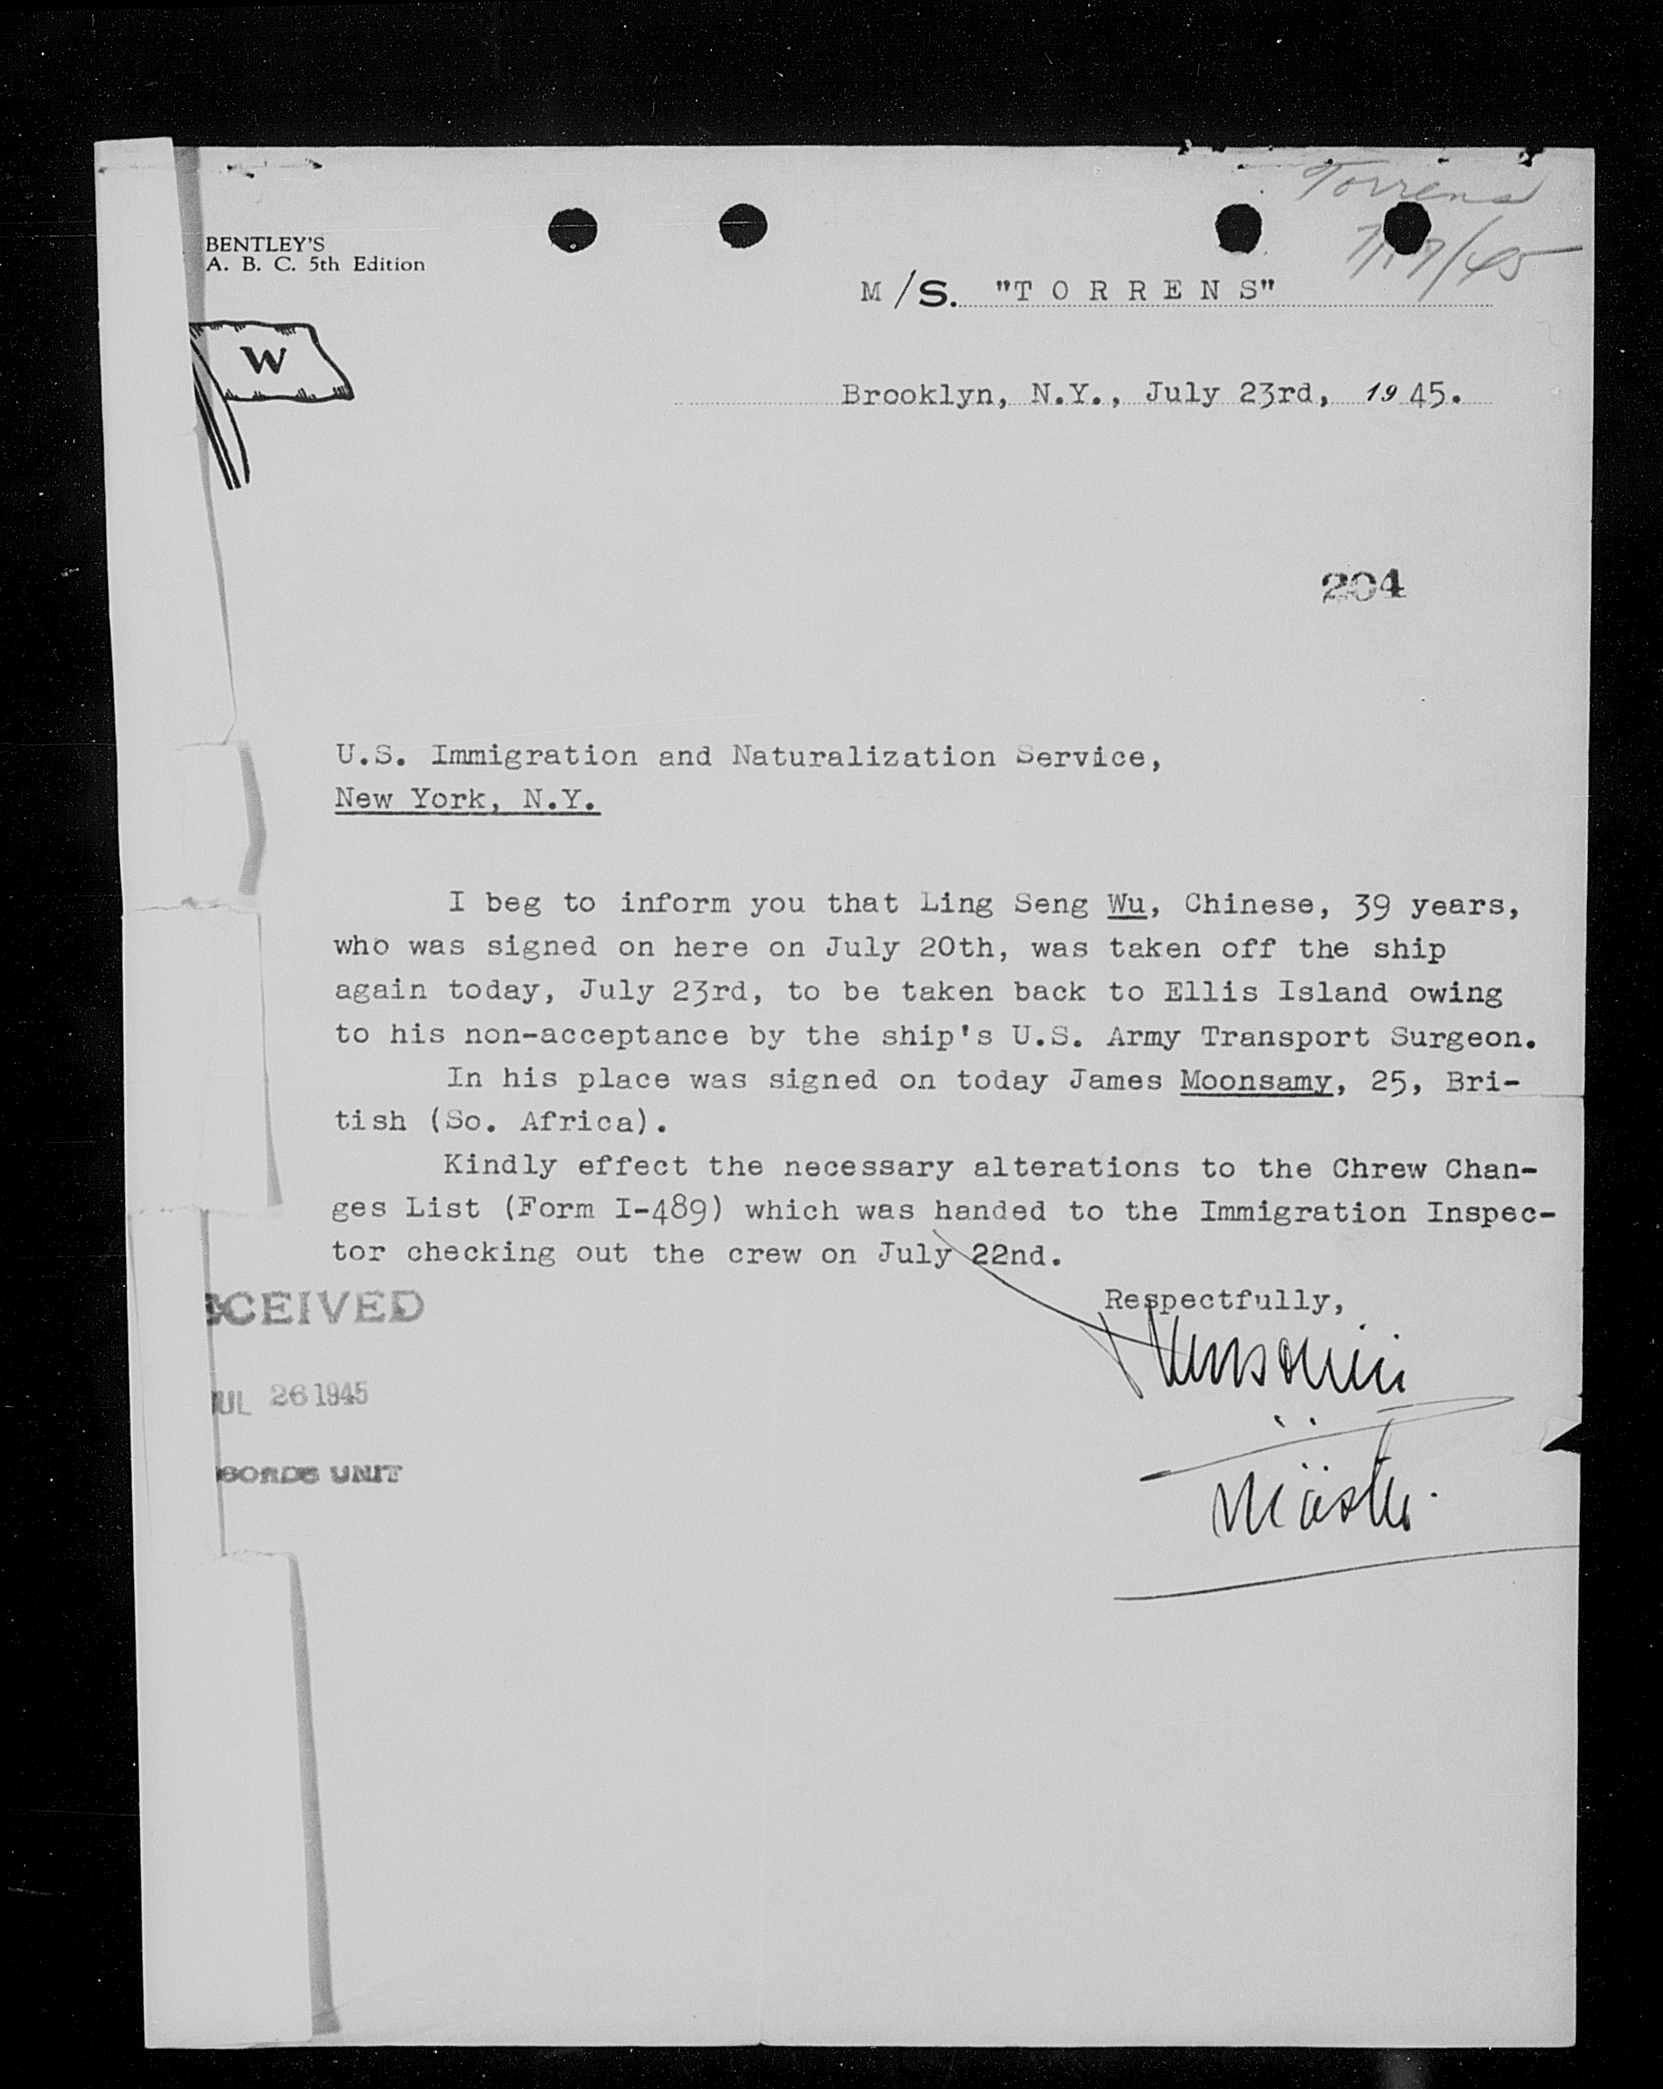 Torrens
BENTLEY'S
A. B. C. 5th Edition
M/S. "T O R R E N S"
W
Brooklyn, N.Y., July 23rd, 1945.
204
U.S. Immigration and Naturalization Service,
New York, N.Y.
I beg to inform you that Ling Seng Wu, Chinese, 39 years,
who was signed on here on July 20th, was taken off the ship
again today, July 23rd, to be taken back to Ellis Island owing
to his non-acceptance by the ship's U.S. Army Transport Surgeon.
In his place was signed on today James Moonsamy, 25, Bri-
tish (So. Africa).
Kindly effect the necessary alterations to the Chrew Chan-
ges List (Form I-489) which was handed to the Immigration Inspec-
tor checking out the crew on July 22nd.
Respectfully,
CEIVED
UL 26 1945
CORDS UNIT
Master.